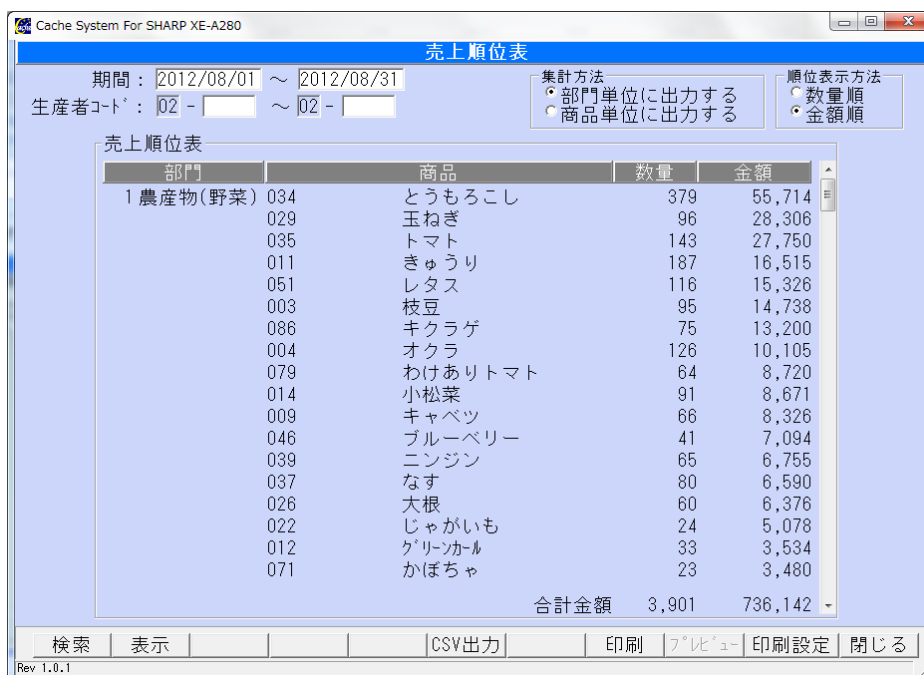 Cache System For SHARP XE-A280
売上順位表
期間： 2012/08/01 ～ 2012/08/31
生産者ｺｰﾄﾞ： 02 - ～ 02 -
集計方法
部門単位に出力する
商品単位に出力する
順位表示方法
数量順
金額順
売上順位表
部門 商品 数量 金額
1 農産物(野菜) 034 とうもろこし 379 55,714
029 玉ねぎ 96 28,306
035 トマト 143 27,750
011 きゅうり 187 16,515
051 レタス 116 15,326
003 枝豆 95 14,738
086 キクラゲ 75 13,200
004 オクラ 126 10,105
079 わけありトマト 64 8,720
014 小松菜 91 8,671
009 キャベツ 66 8,326
046 ブルーベリー 41 7,094
039 ニンジン 65 6,755
037 なす 80 6,590
026 大根 60 6,376
022 じゃがいも 24 5,078
012 ｸﾞﾘｰﾝｶｰﾙ 33 3,534
071 かぼちゃ 23 3,480
合計金額 3,901 736,142
検索 表示 CSV出力 印刷 ﾌﾟﾚﾋﾞｭｰ 印刷設定 閉じる
Rev 1.0.1